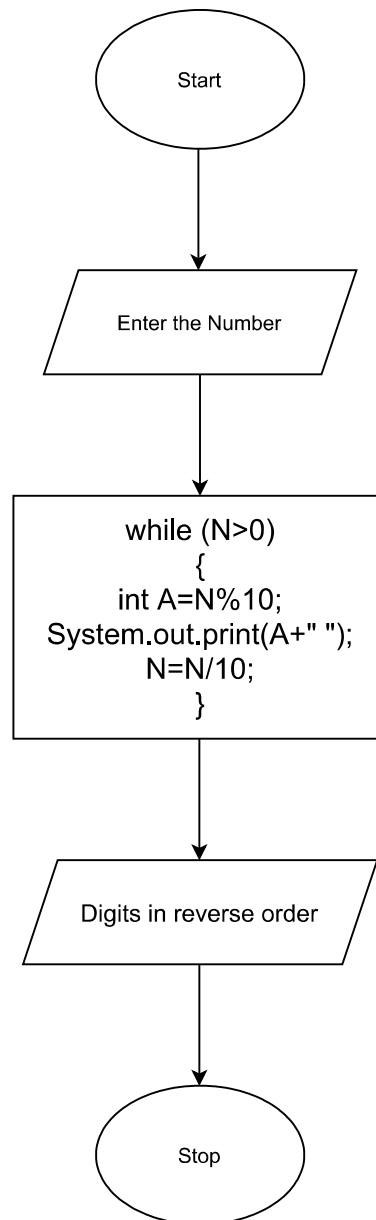 Start
Enter the Number
while (N>0)
{
int A=N%10;
System.out.print(A+" ");
N=N/10;
}
Digits in reverse order
Stop